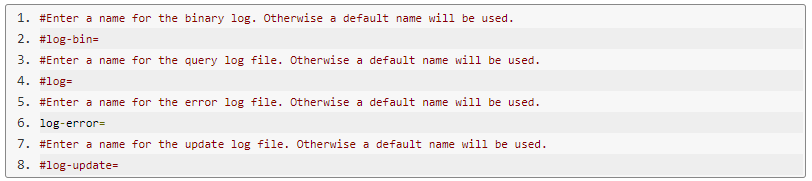 1. #Enter a name for the binary log. Otherwise a default name will be used.
2. #log-bin=
3. #Enter a name for the query log file. Otherwise a default name will be used.
4. #log=
5. #Enter a name for the error log file. Otherwise a default name will be used.
6. log-error=
7. #Enter a name for the update log file. Otherwise a default name will be used.
8. #log-update=